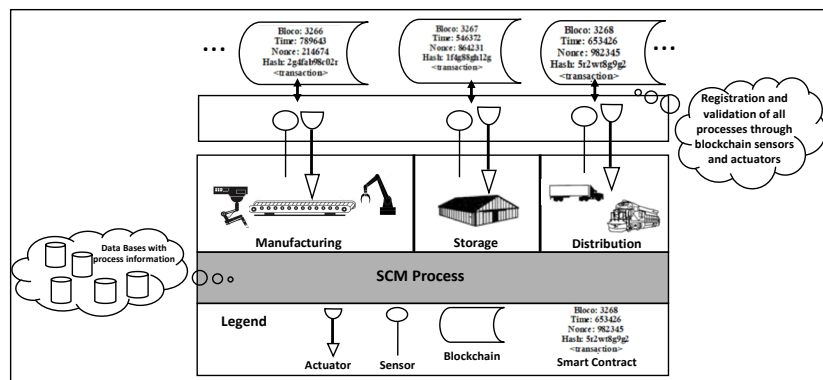 Bloco: 3266
Time: 789643
Nonce: 214674
Hash: 2g4fab98c02r
<transaction>
Bloco: 3267
Time: 546372
Nonce: 864231
Hash: 1f4g88gh12g
<transaction>
Bloco: 3268
Time: 653426
Nonce: 982345
Hash: 5r2wt8g9g2
<transaction>
...
...
Registration and
validation of all
processes through
blockchain sensors
and actuators
Manufacturing
Storage
Distribution
Data Bases with
process information
SCM Process
Legend
Actuator
Sensor
Blockchain
Bloco: 3268
Time: 653426
Nonce: 982345
Hash: 5r2wt8g9g2
<transaction>
Smart Contract